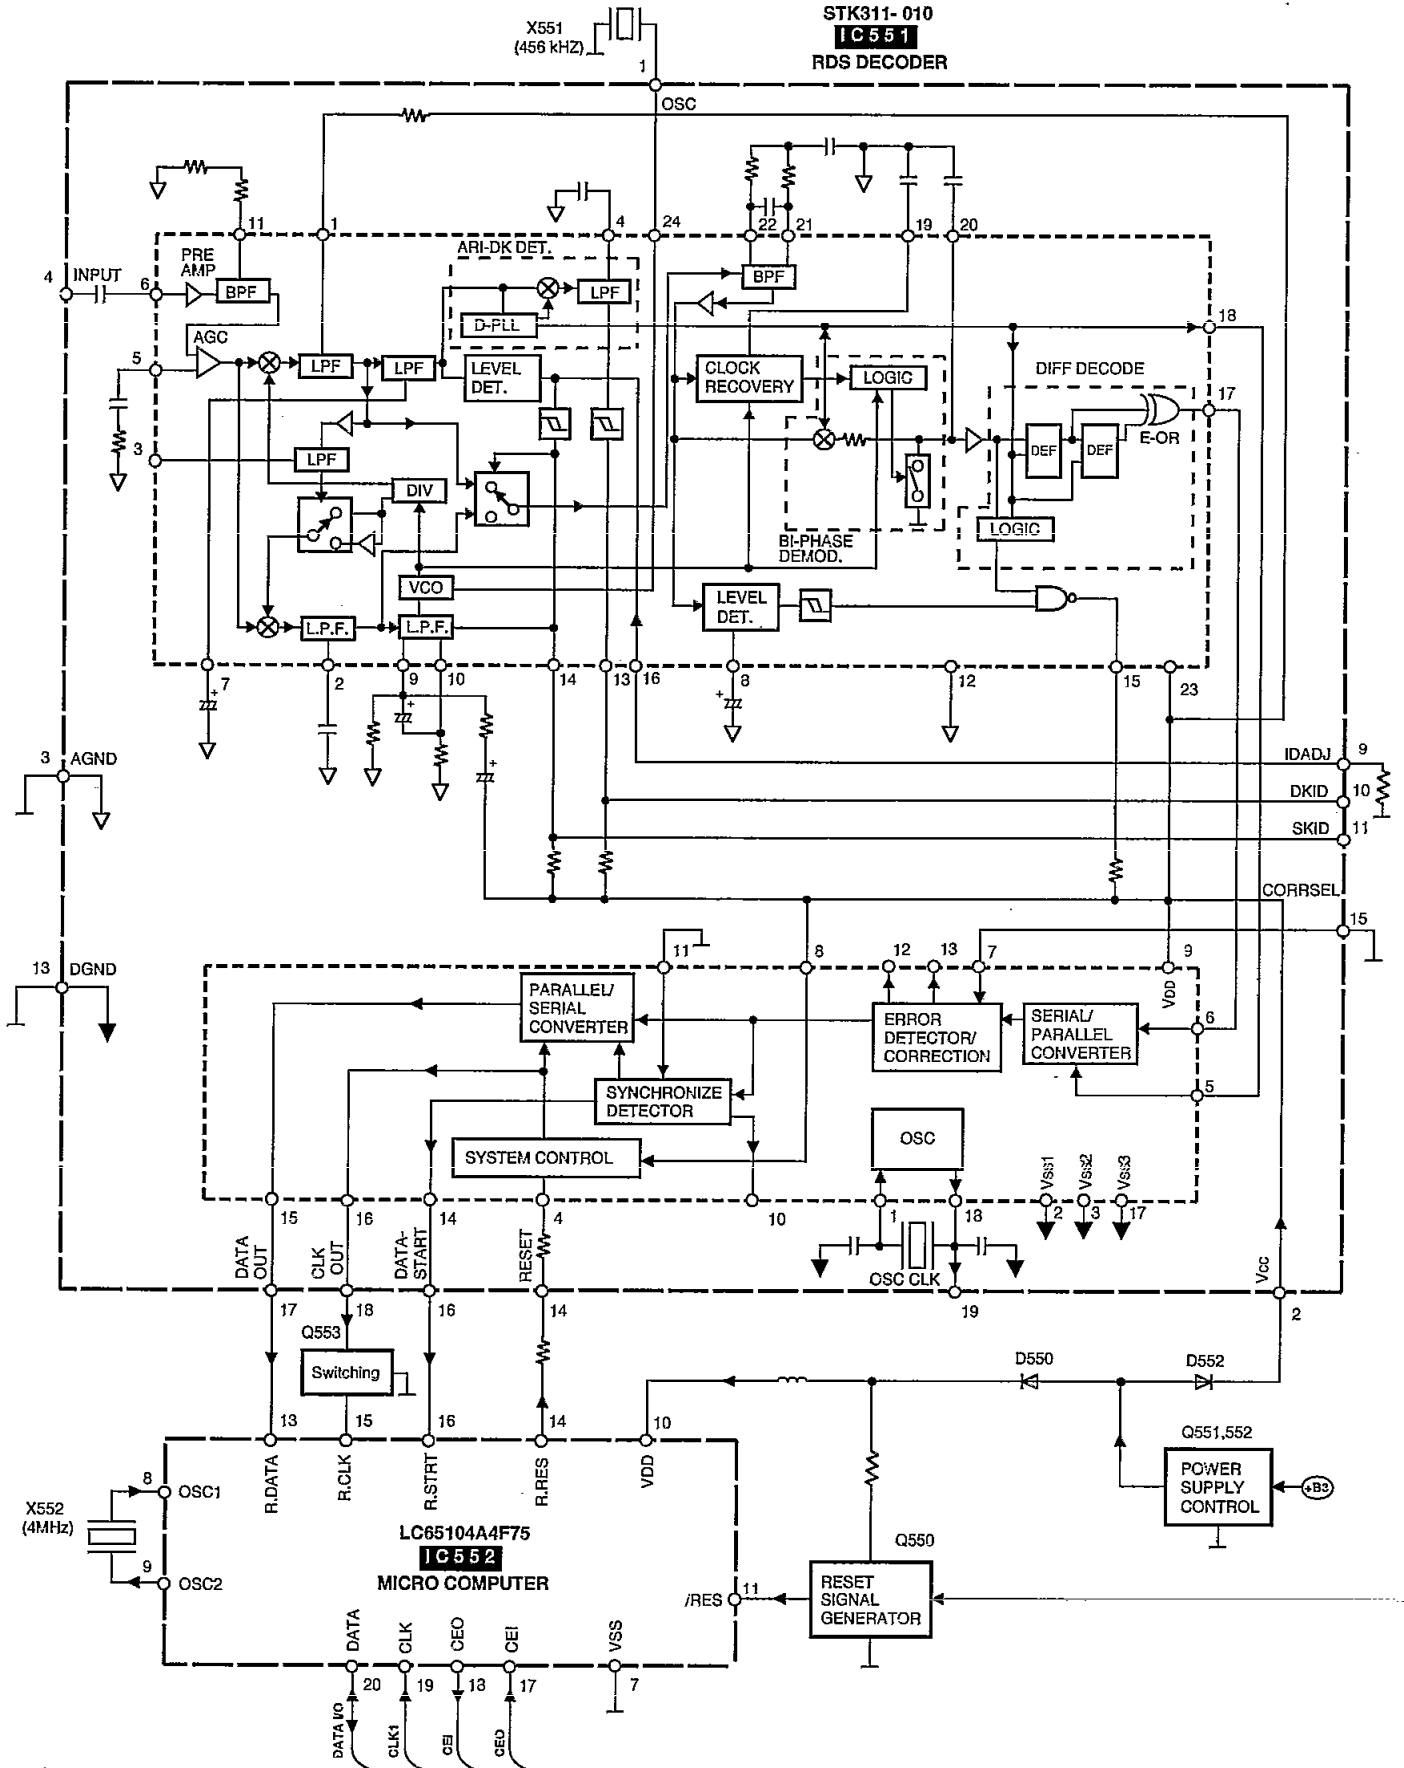 STK311-010
IC551
RDS DECODER
X551
(456 kHZ)
1
OSC
11
1
4
24
22
21
19
20
ARI-DK DET.
PRE
AMP
4
INPUT
6
BPF
LPF
BPF
D-PLL
18
AGC
5
LPF
LPF
LEVEL
DET.
CLOCK
RECOVERY
LOGIC
DIFF DECODE
17
E-OR
3
LPF
DEF
DEF
DIV
LOGIC
BI-PHASE
DEMOD.
VCO
LEVEL
DET.
L.P.F.
L.P.F.
7
2
9
10
14
13
16
8
12
15
23
+
+
+
+
3
AGND
IDADJ
9
DKID
10
SKID
11
CORRSEL
15
13
DGND
11
8
12
13
7
9
VDD
PARALLEL/
SERIAL
CONVERTER
ERROR
DETECTOR/
CORRECTION
SERIAL/
PARALLEL
CONVERTER
6
5
SYNCHRONIZE
DETECTOR
OSC
SYSTEM CONTROL
Vss1
Vss2
Vss3
15
16
14
4
10
1
18
2
3
17
DATA
OUT
CLK
OUT
DATA-
START
RESET
OSC CLK
Vcc
17
18
16
14
19
2
Q553
Switching
D550
D552
13
15
16
14
10
Q551,552
POWER
SUPPLY
CONTROL
+B3
R.DATA
R.CLK
R.STRT
R.RES
VDD
8
OSC1
X552
(4MHz)
9
OSC2
LC65104A4F75
IC552
MICRO COMPUTER
Q550
/RES
11
RESET
SIGNAL
GENERATOR
DATA
CLK
CEO
CEI
VSS
20
19
13
17
7
DATA I/O
CLK1
CEI
CEO